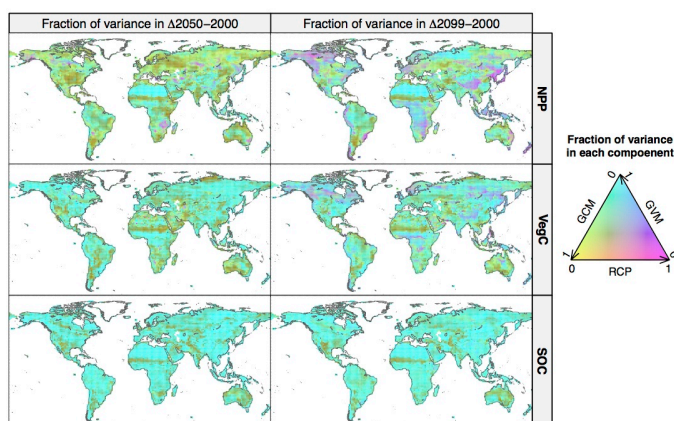 Fraction of variance in Δ2050−2000
Fraction of variance in Δ2099−2000
NPP
VegC
SOC
Fraction of variance
in each compoenent
0
1
GCM
GVM
1
0
0
RCP
1